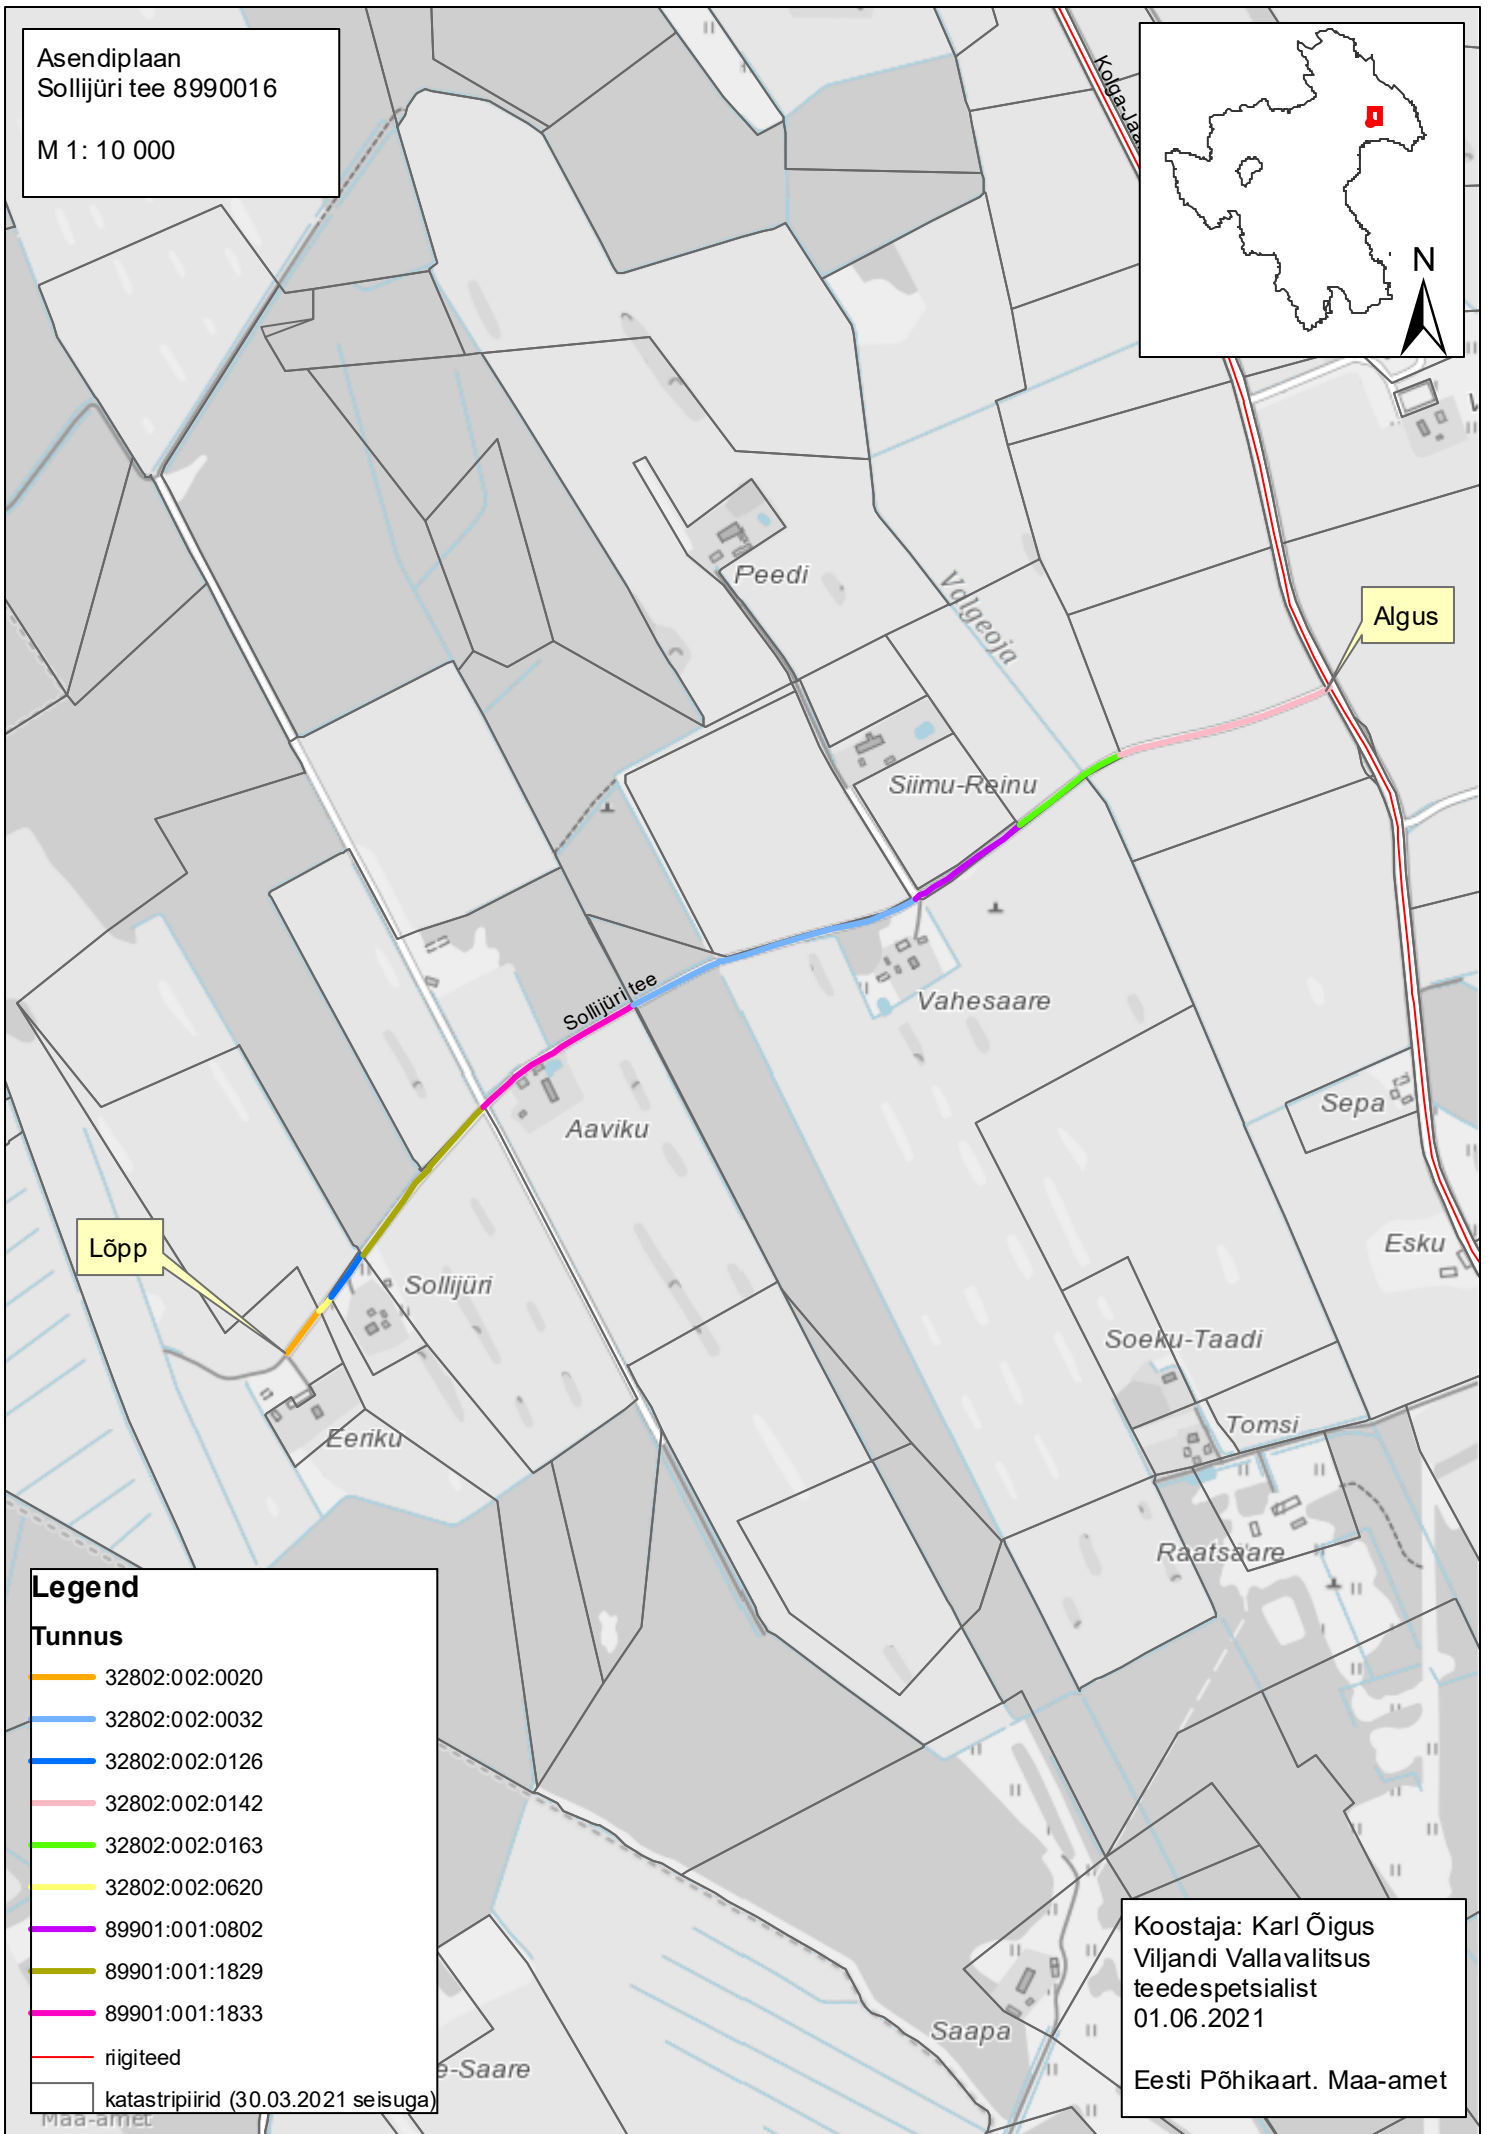 Asendiplaan
Sollijüri tee 8990016
M 1: 10 000
N
Algus
Peedi
Valgeoja
Siimu-Reinu
Vahesaare
Sollijüri tee
Aaviku
Sepa
Esku
Lõpp
Sollijüri
Soeku-Taadi
Tomsi
Eeriku
Raatsaare
Saapa
e-Saare
Legend
Tunnus
32802:002:0020
32802:002:0032
32802:002:0126
32802:002:0142
32802:002:0163
32802:002:0620
89901:001:0802
89901:001:1829
89901:001:1833
riigiteed
katastripiirid (30.03.2021 seisuga)
Maa-amet
Koostaja: Karl Õigus
Viljandi Vallavalitsus
teedespetsialist
01.06.2021
Eesti Põhikaart. Maa-amet